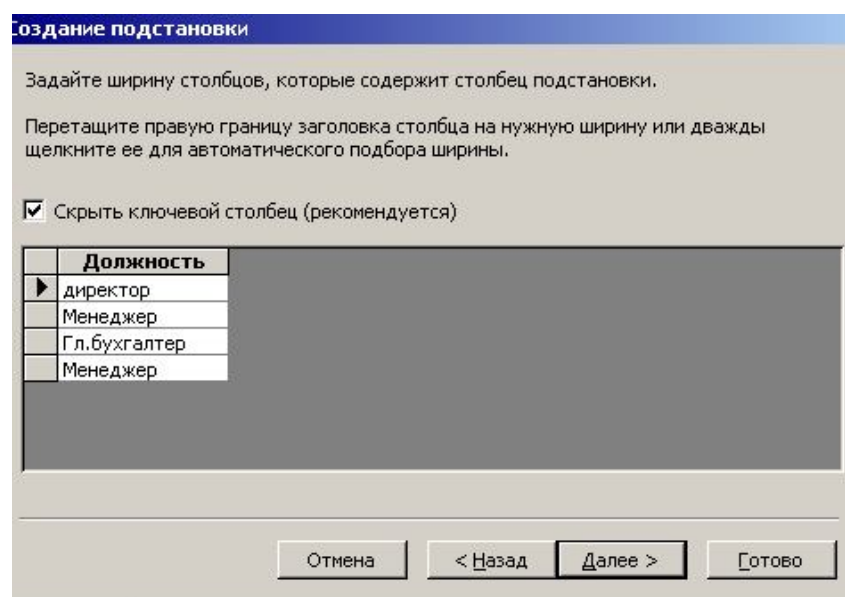 Создание подстановки
Задайте ширину столбцов, которые содержит столбец подстановки.
Перетащите правую границу заголовка столбца на нужную ширину или дважды
щелкните ее для автоматического подбора ширины.
Скрыть ключевой столбец (рекомендуется)
Должность
директор
Менеджер
Гл.бухгалтер
Менеджер
Отмена < Назад Далее > Готово